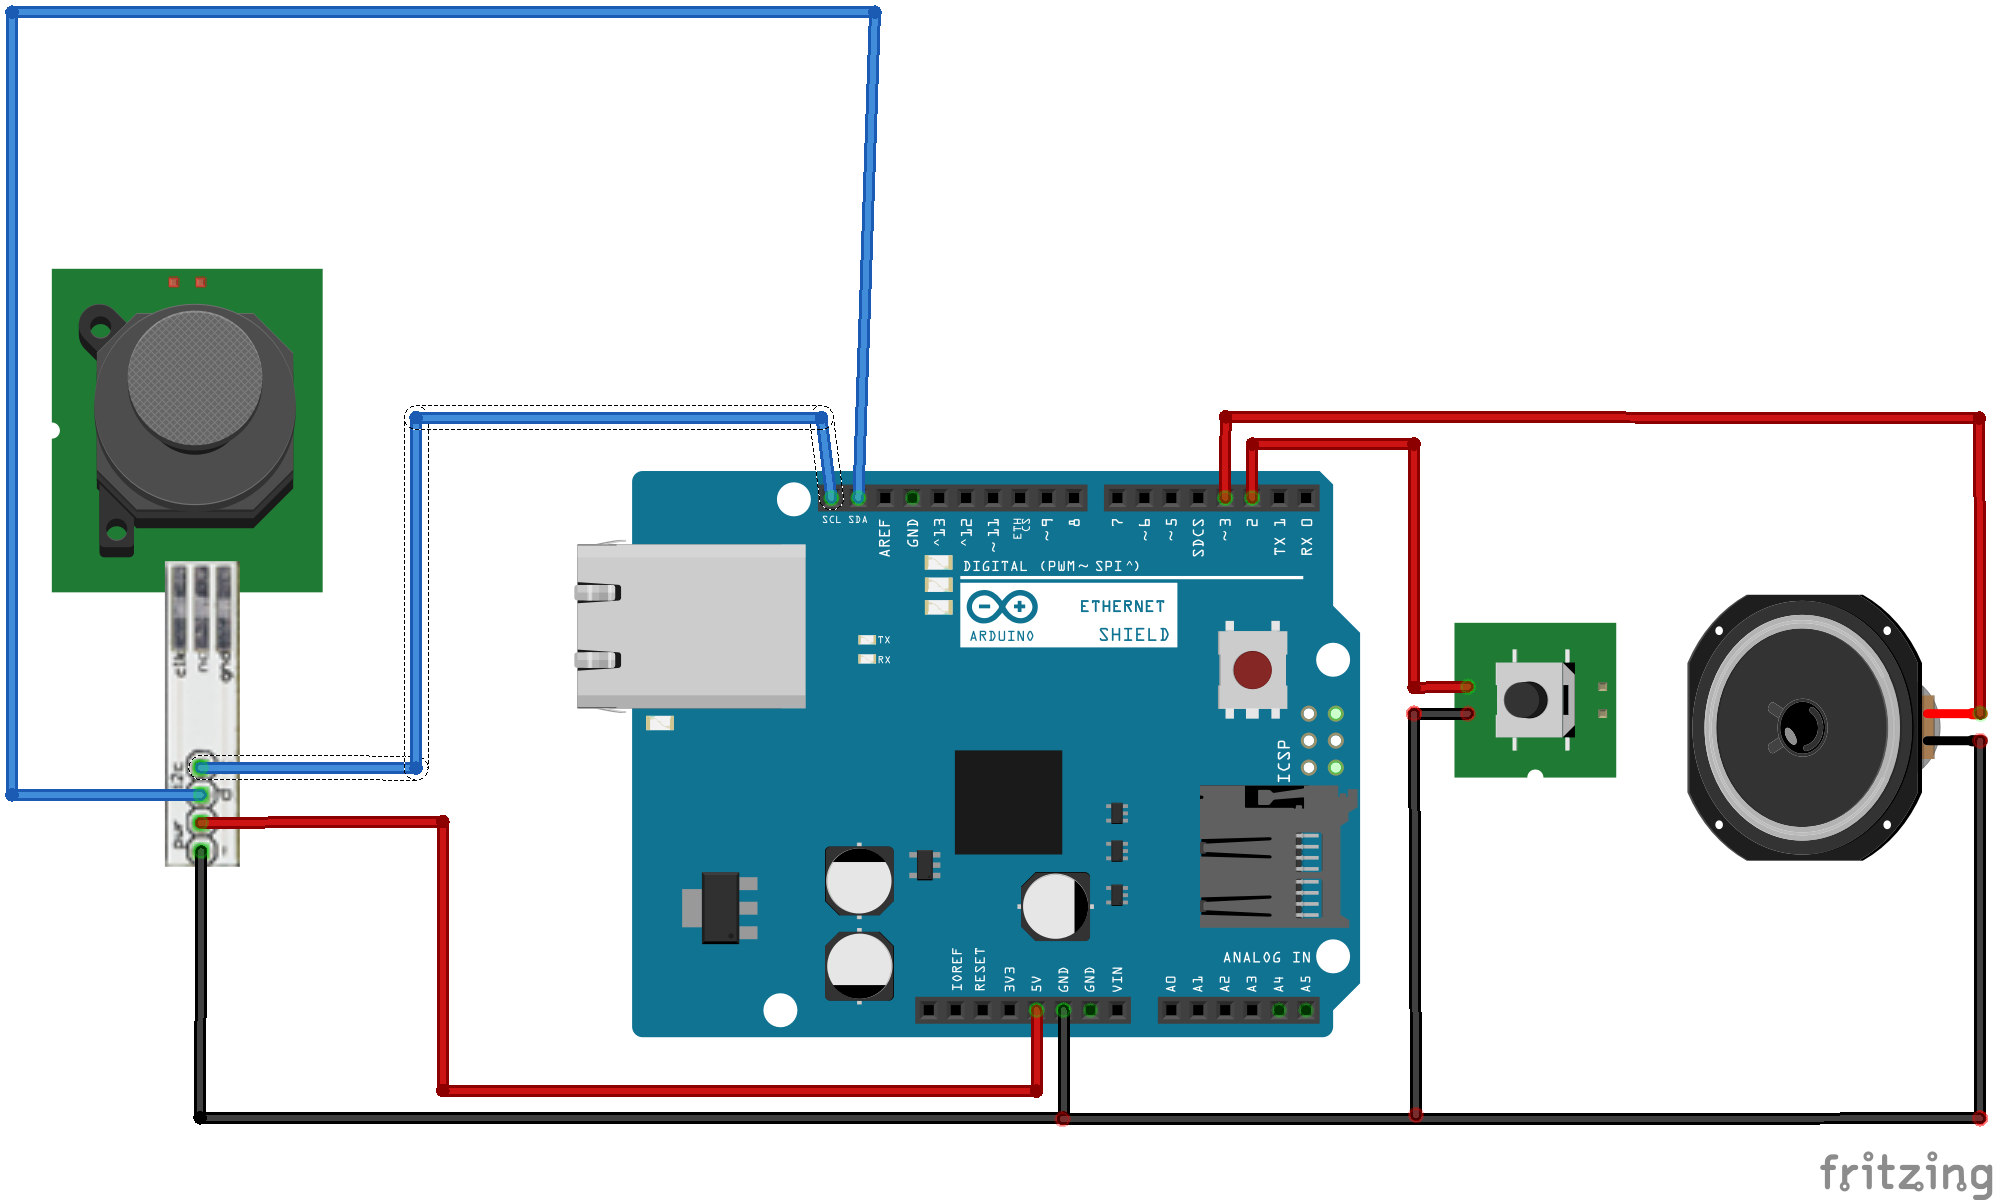 SCL SDA
AREF
GND
^13
^12
~11
ETH
CS
~9
8
7
~6
~5
SDCS
~3
2
TX 1
RX 0
DIGITAL (PWM~ SPI^)
ARDUINO
ETHERNET
SHIELD
TX
RX
ICSP
clk
gnd
i2c
d
pwr
-
IOREF
RESET
3V3
5V
GND
GND
VIN
ANALOG IN
A0
A1
A2
A3
A4
A5
fritzing